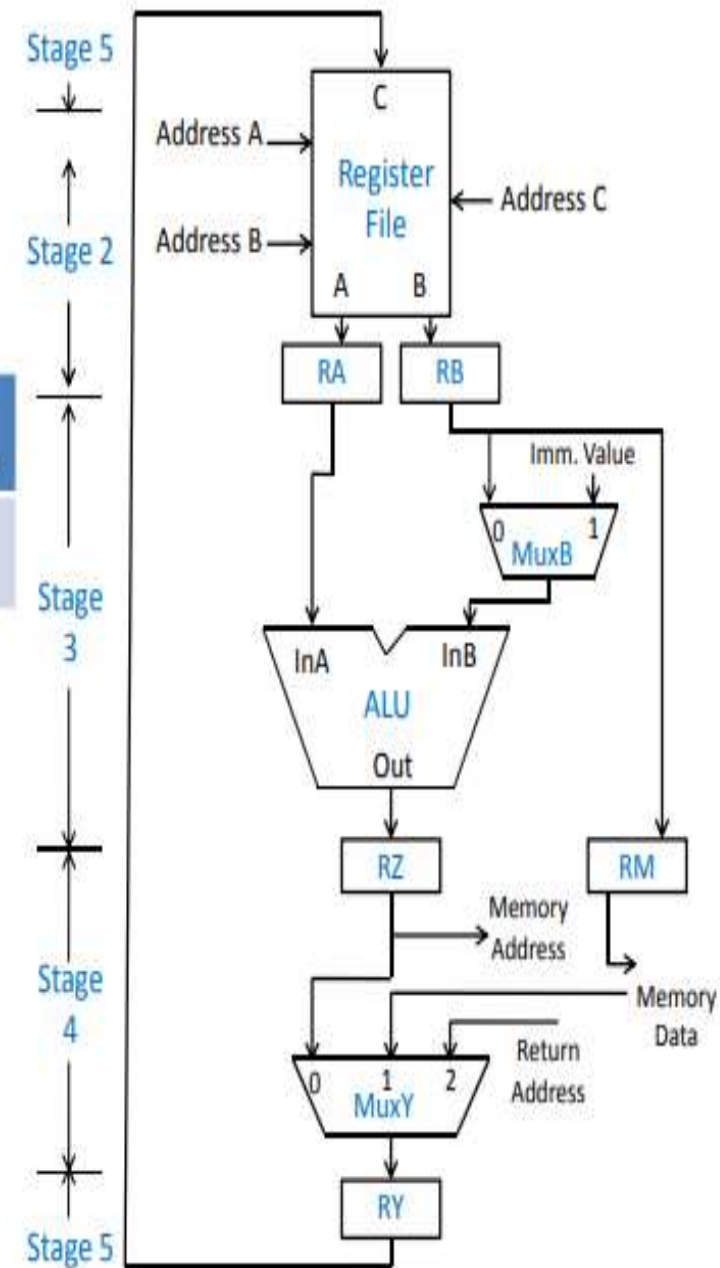 Stage 5
C
Address A
Register
File
Address C
Stage 2
Address B
A B
RA RB
Imm. Value
0 1
MuxB
Stage
3
InA InB
ALU
Out
RZ RM
Memory
Address
Stage
4
Memory
Data
Return
Address
0 1 2
MuxY
RY
Stage 5